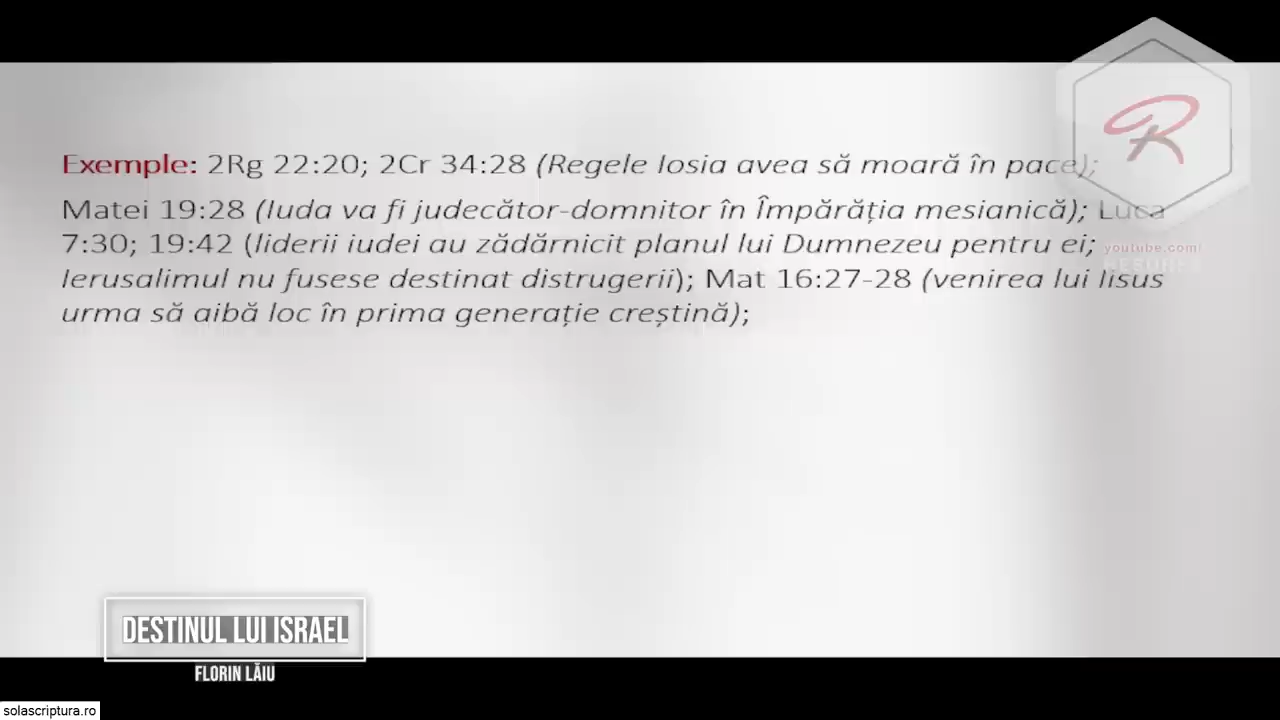 Exemple: 2Rg 22:20; 2Cr 34:28 (Regele Iosia avea să moară în pace);
Matei 19:28 (Iuda va fi judecător-domnitor în Împărăția mesianică); Luca
7:30; 19:42 (liderii iudei au zădărnicit planul lui Dumnezeu pentru ei;
Ierusalimul nu fusese destinat distrugerii); Mat 16:27-28 (venirea lui Iisus
urma să aibă loc în prima generație creștină);
youtube.com/
DESTINUL LUI ISRAEL
FLORIN LĂIU
solascriptura.ro